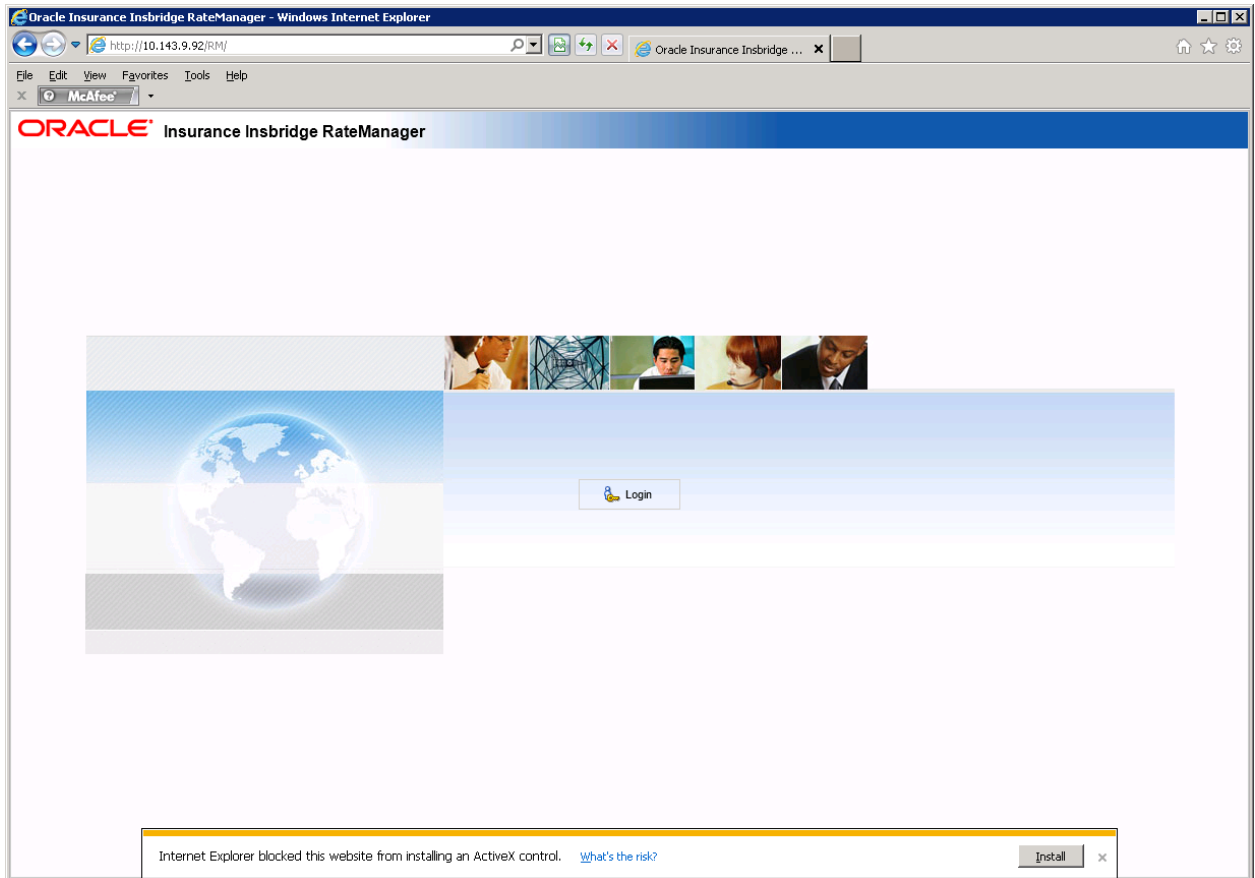 Oracle Insurance Insbridge RateManager - Windows Internet Explorer
http://10.143.9.92/RM/
Oracle Insurance Insbridge ...
File Edit View Favorites Tools Help
McAfee
ORACLE Insurance Insbridge RateManager
Login
Internet Explorer blocked this website from installing an ActiveX control. What's the risk? Install